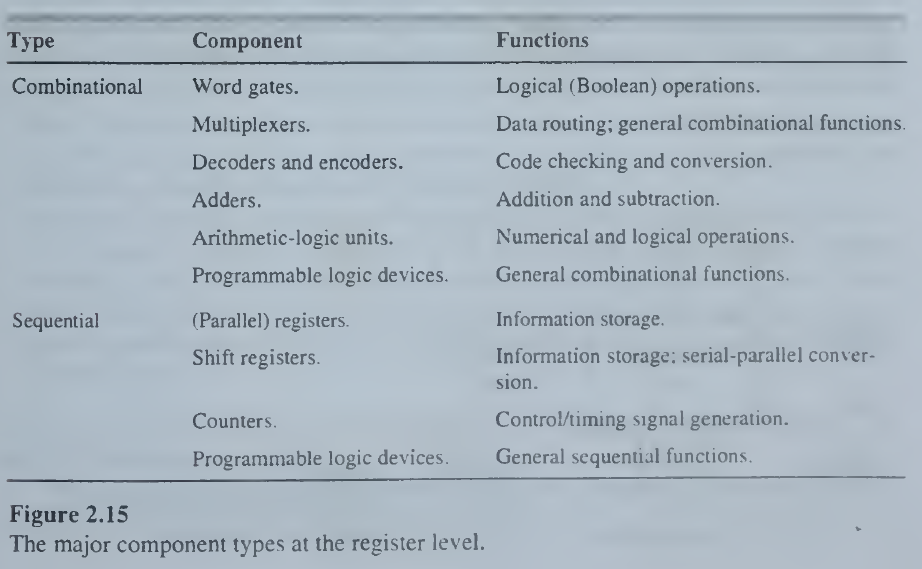 Type Component Functions
Combinational Word gates. Logical (Boolean) operations.
Multiplexers. Data routing; general combinational functions.
Decoders and encoders. Code checking and conversion.
Adders. Addition and subtraction.
Arithmetic-logic units. Numerical and logical operations.
Programmable logic devices. General combinational functions.
Sequential (Parallel) registers. Information storage.
Shift registers. Information storage; serial-parallel conver-
sion.
Counters. Control/timing signal generation.
Programmable logic devices. General sequential functions.
Figure 2.15
The major component types at the register level.